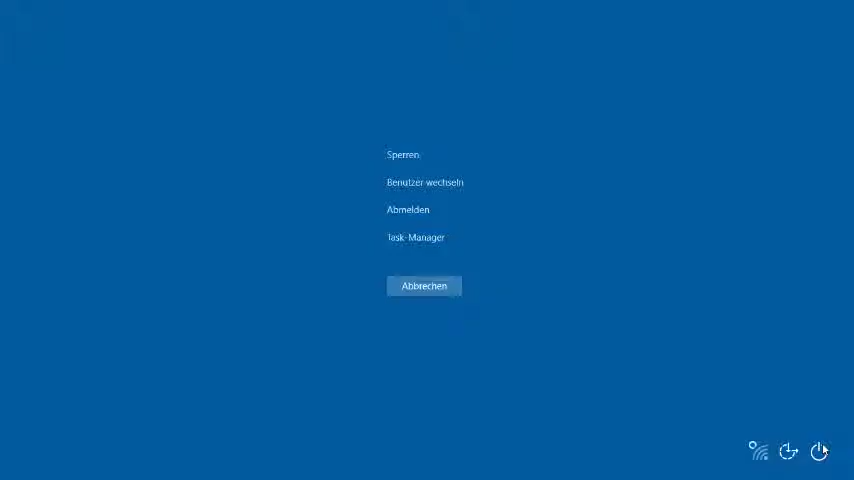 Sperren
Benutzer wechseln
Abmelden
Task-Manager
Abbrechen